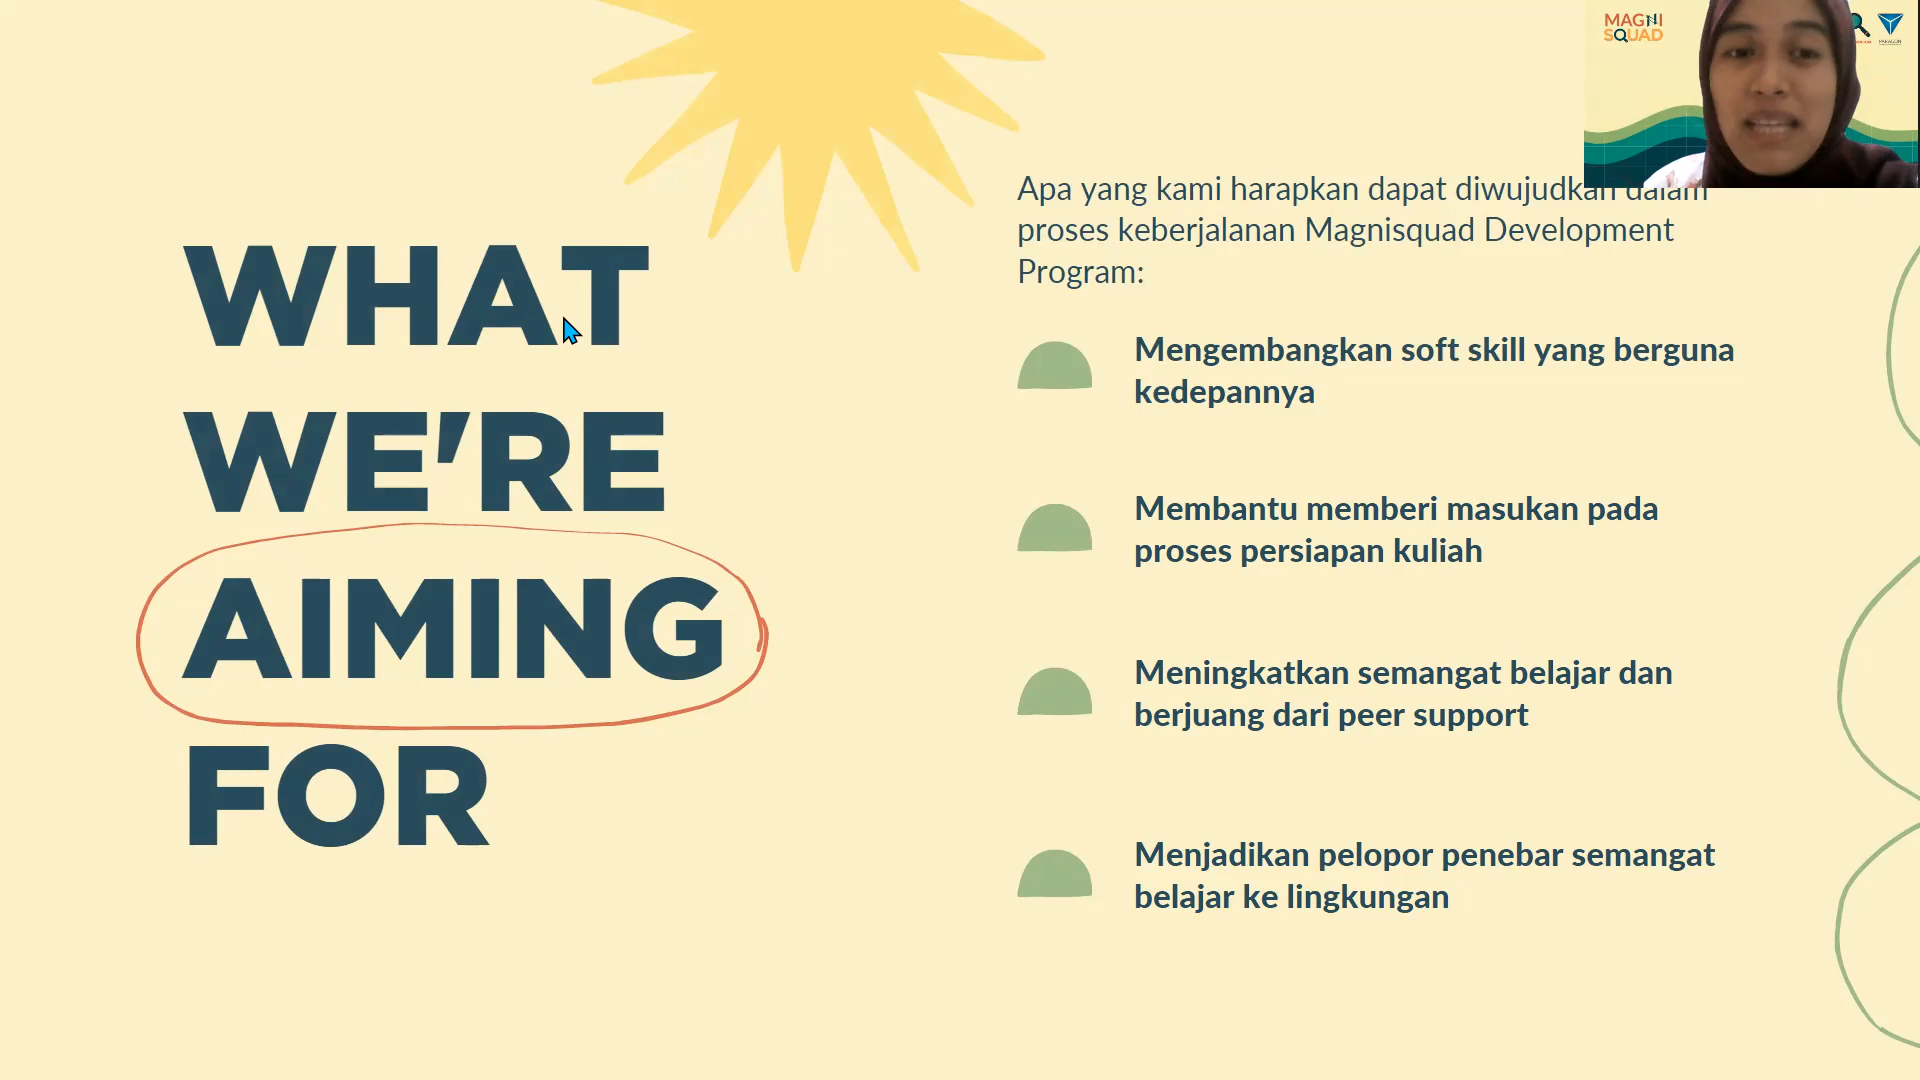 MAGNI
SQUAD
WHAT
WE'RE
AIMING
FOR
Apa yang kami harapkan dapat diwujudkan dalam
proses keberjalanan Magnisquad Development
Program:
Mengembangkan soft skill yang berguna
kedepannya
Membantu memberi masukan pada
proses persiapan kuliah
Meningkatkan semangat belajar dan
berjuang dari peer support
Menjadikan pelopor penebar semangat
belajar ke lingkungan